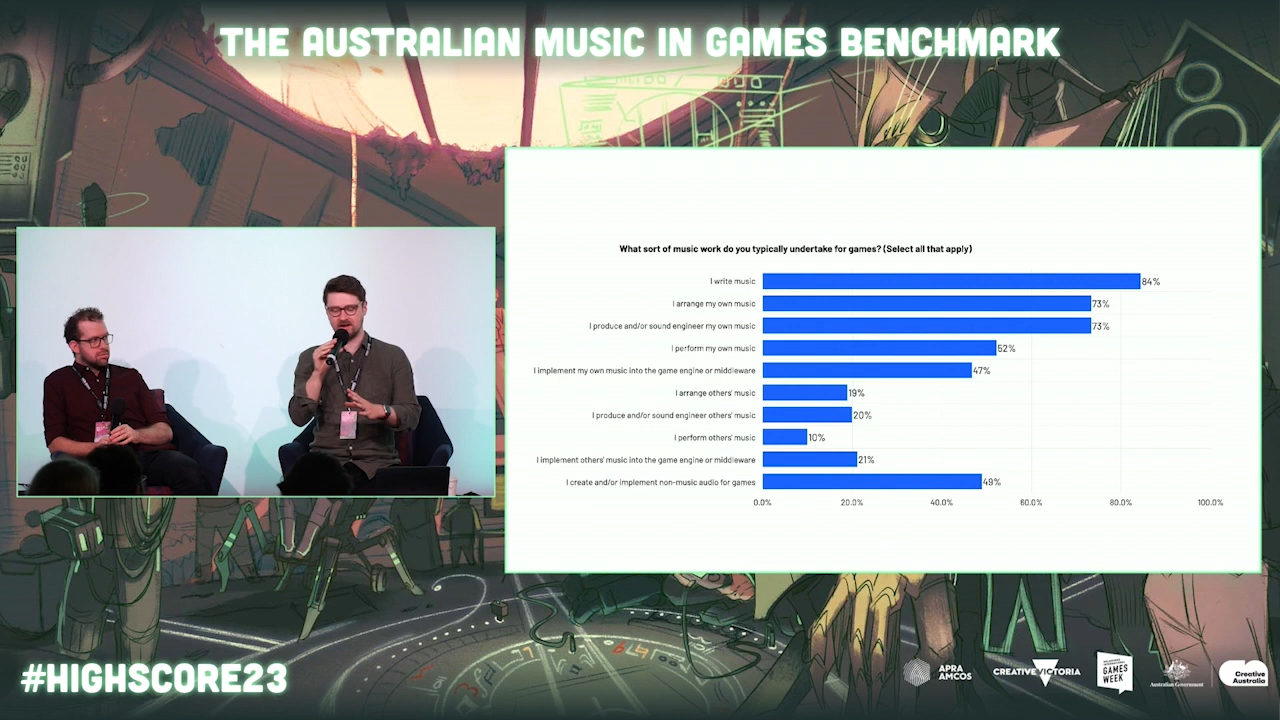 THE AUSTRALIAN MUSIC IN GAMES BENCHMARK
What sort of music work do you typically undertake for games? (Select all that apply)
I write music 84%
I arrange my own music 73%
I produce and/or sound engineer my own music 73%
I perform my own music 52%
I implement my own music into the game engine or middleware 47%
I arrange others' music 19%
I produce and/or sound engineer others' music 20%
I perform others' music 10%
I implement others' music into the game engine or middleware 21%
I create and/or implement non-music audio for games 49%
0.0% 20.0% 40.0% 60.0% 80.0% 100.0%
#HIGHSCORE23
APRA
AMCOS
CREATIVE VICTORIA
GAMES
WEEK
Australian Government
Creative
Australia